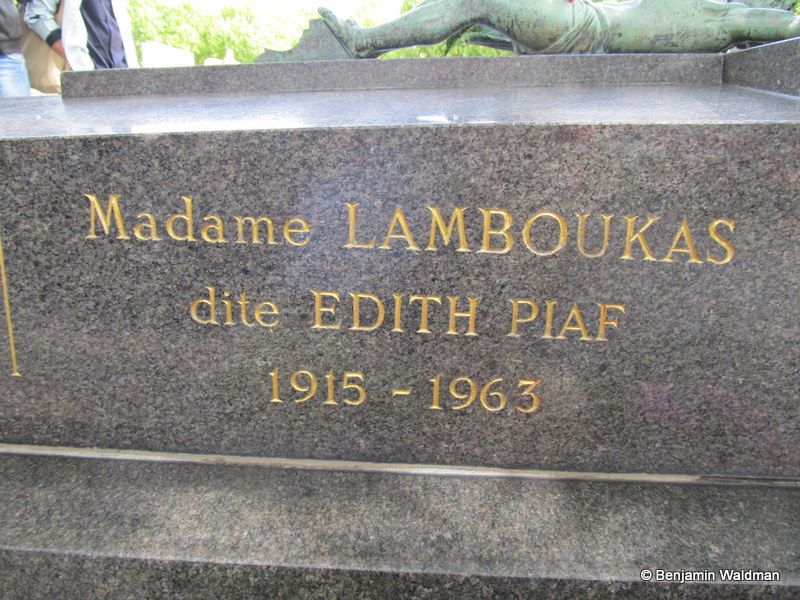 Madame LAMBOUKAS
dite EDITH PIAF
1915 - 1963
© Benjamin Waldman